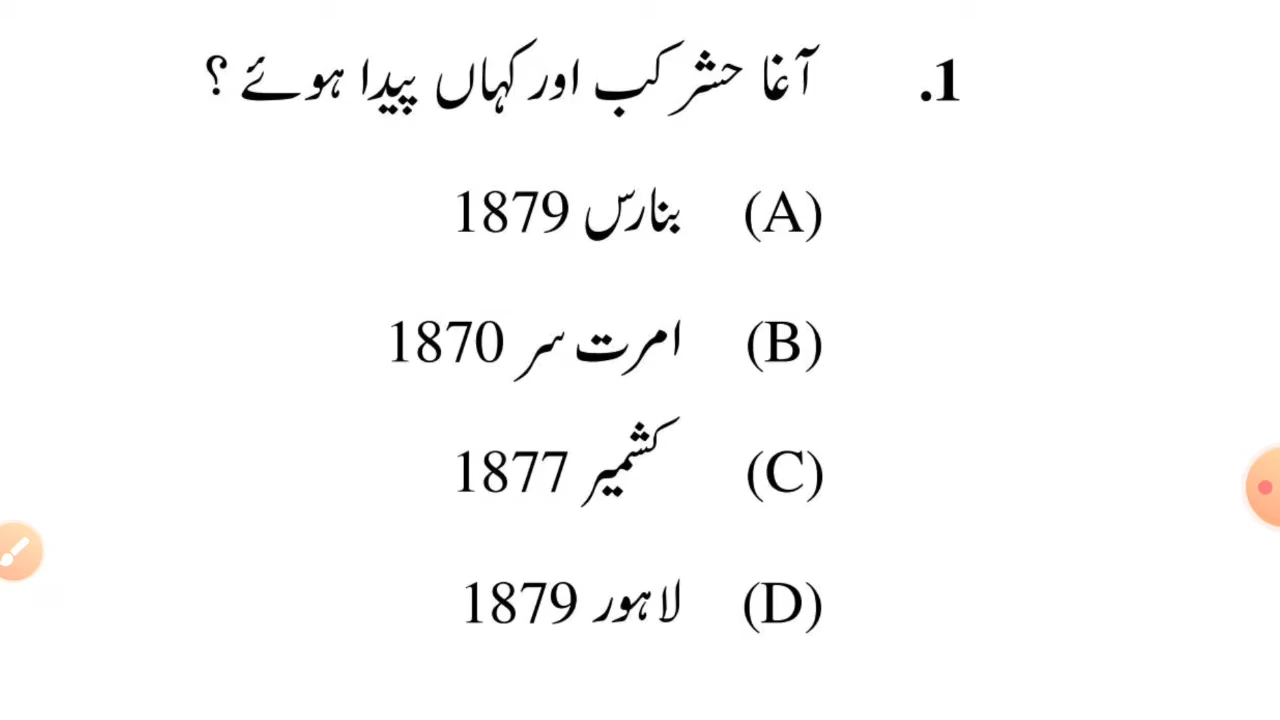 1. آغا حشر کب اور کہاں پیدا ہوئے ؟
(A) بنارس 1879
(B) امرت سر 1870
(C) کشمیر 1877
(D) لاہور 1879